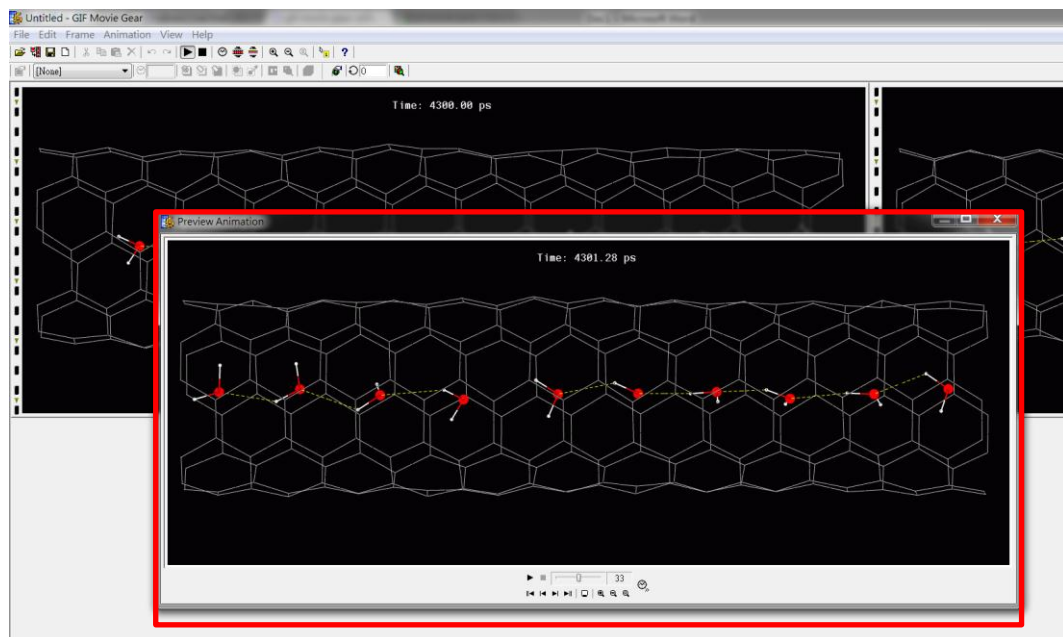 Untitled - GIF Movie Gear
File Edit Frame Animation View Help
[None]
0
Time: 4300.00 ps
Preview Animation
Time: 4301.28 ps
33